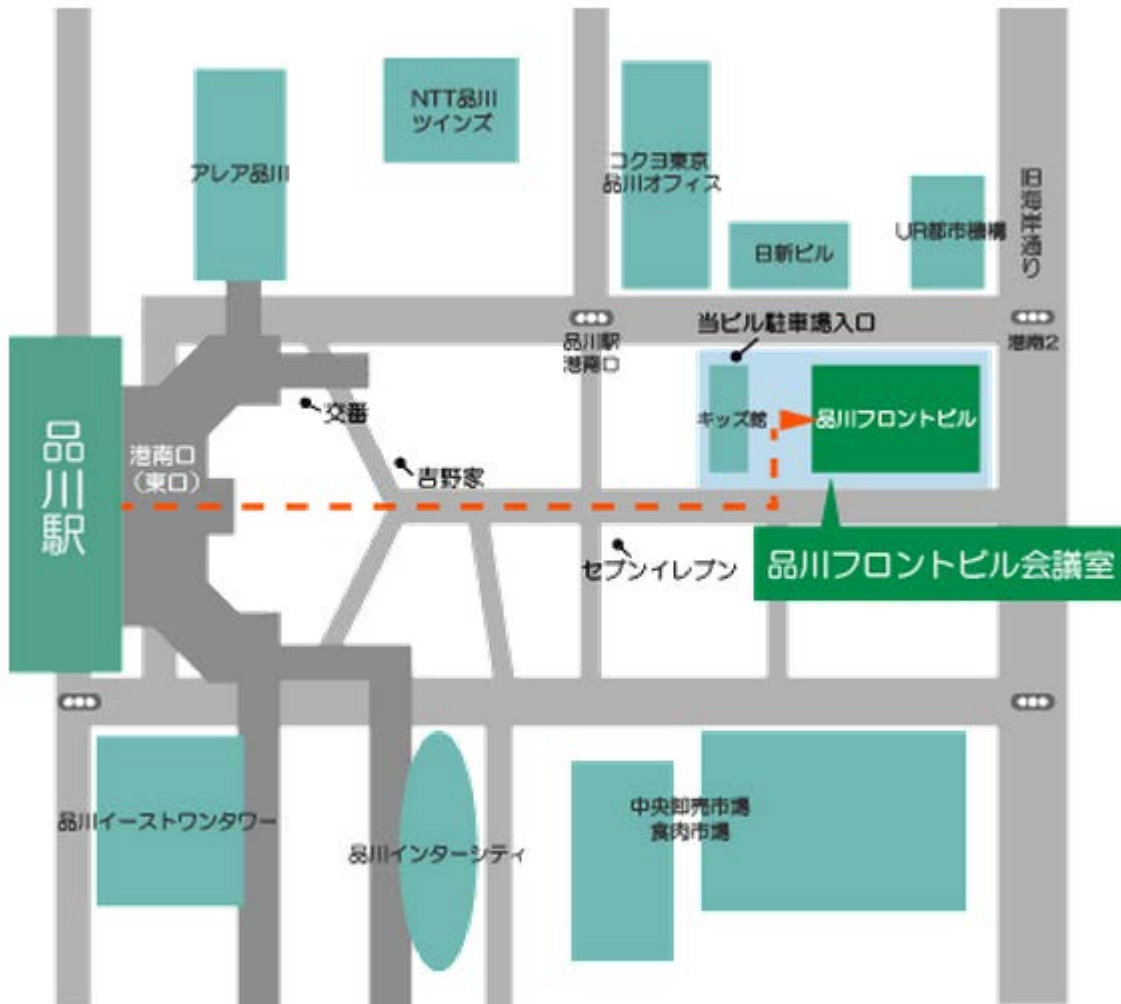 NTT品川
ツインズ
アレア品川
コクヨ東京
品川オフィス
UR都市機構
旧海岸通り
日新ビル
当ビル駐車場入口
品川駅
港南口
港南2
交番
キッズ館
品川フロントビル
品川駅
港南口
(東口)
吉野家
セブンイレブン
品川フロントビル会議室
品川イーストワンタワー
品川インターシティ
中央卸売市場
食肉市場